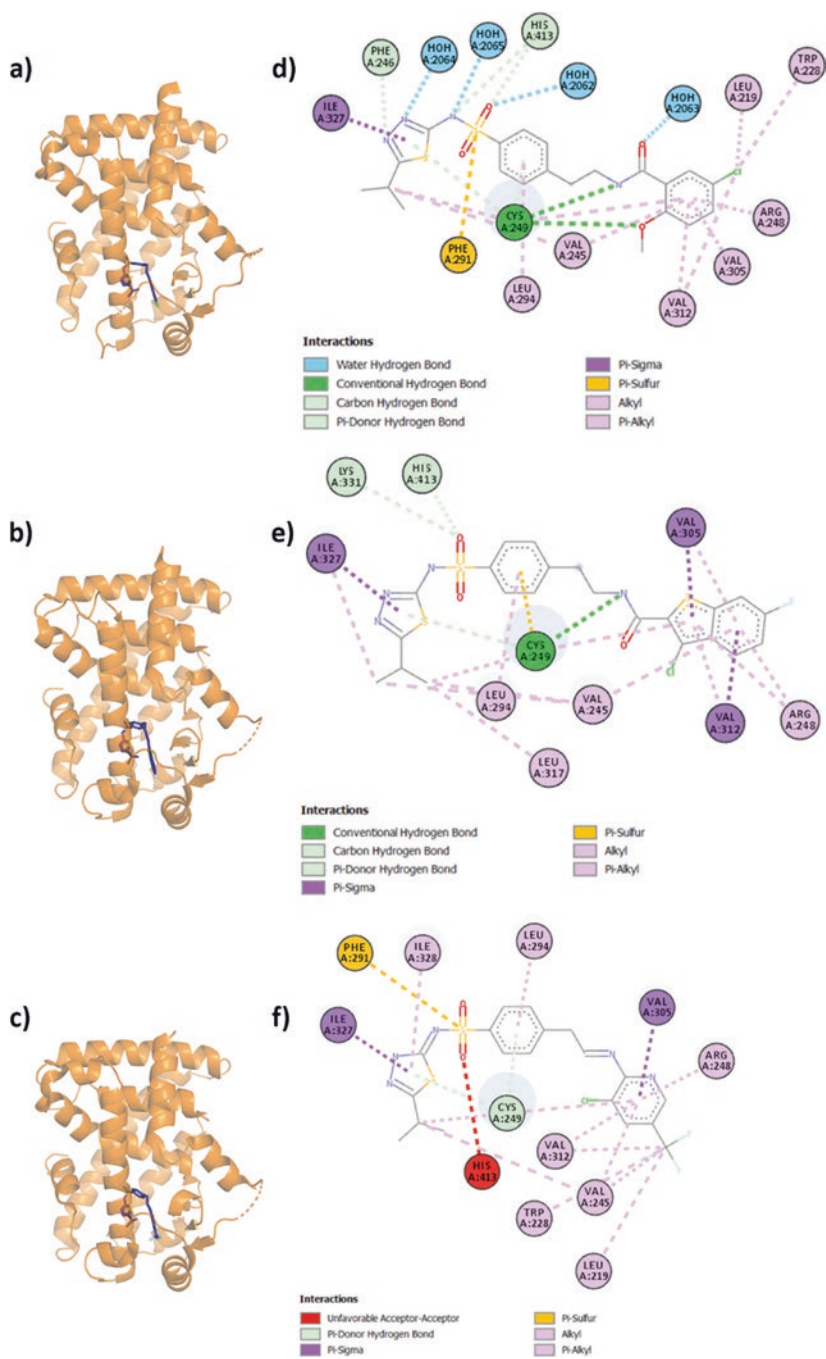 a)
d)
PHE
A:246
HOH
A:2064
HOH
A:2065
HIS
A:413
HOH
A:2062
HOH
A:2063
LEU
A:219
TRP
A:228
ILE
A:327
N
N
N
S
S
O
O
O
N
Cl
O
CYS
A:249
PHE
A:291
LEU
A:294
VAL
A:245
VAL
A:312
VAL
A:305
ARG
A:248
Interactions
Water Hydrogen Bond
Conventional Hydrogen Bond
Carbon Hydrogen Bond
Pi-Donor Hydrogen Bond
Pi-Sigma
Pi-Sulfur
Alkyl
Pi-Alkyl
b)
e)
LYS
A:331
HIS
A:413
ILE
A:327
VAL
A:305
O
N
S
O
N
N
S
N
O
S
Cl
F
CYS
A:249
LEU
A:294
VAL
A:245
LEU
A:317
VAL
A:312
ARG
A:248
Interactions
Conventional Hydrogen Bond
Carbon Hydrogen Bond
Pi-Donor Hydrogen Bond
Pi-Sigma
Pi-Sulfur
Alkyl
Pi-Alkyl
c)
f)
PHE
A:291
ILE
A:328
LEU
A:294
ILE
A:327
VAL
A:305
ARG
A:248
O
N
S
O
N
N
S
N
N
Cl
F
F
F
CYS
A:249
HIS
A:413
VAL
A:312
VAL
A:245
TRP
A:228
LEU
A:219
Interactions
Unfavorable Acceptor-Acceptor
Pi-Donor Hydrogen Bond
Pi-Sigma
Pi-Sulfur
Alkyl
Pi-Alkyl